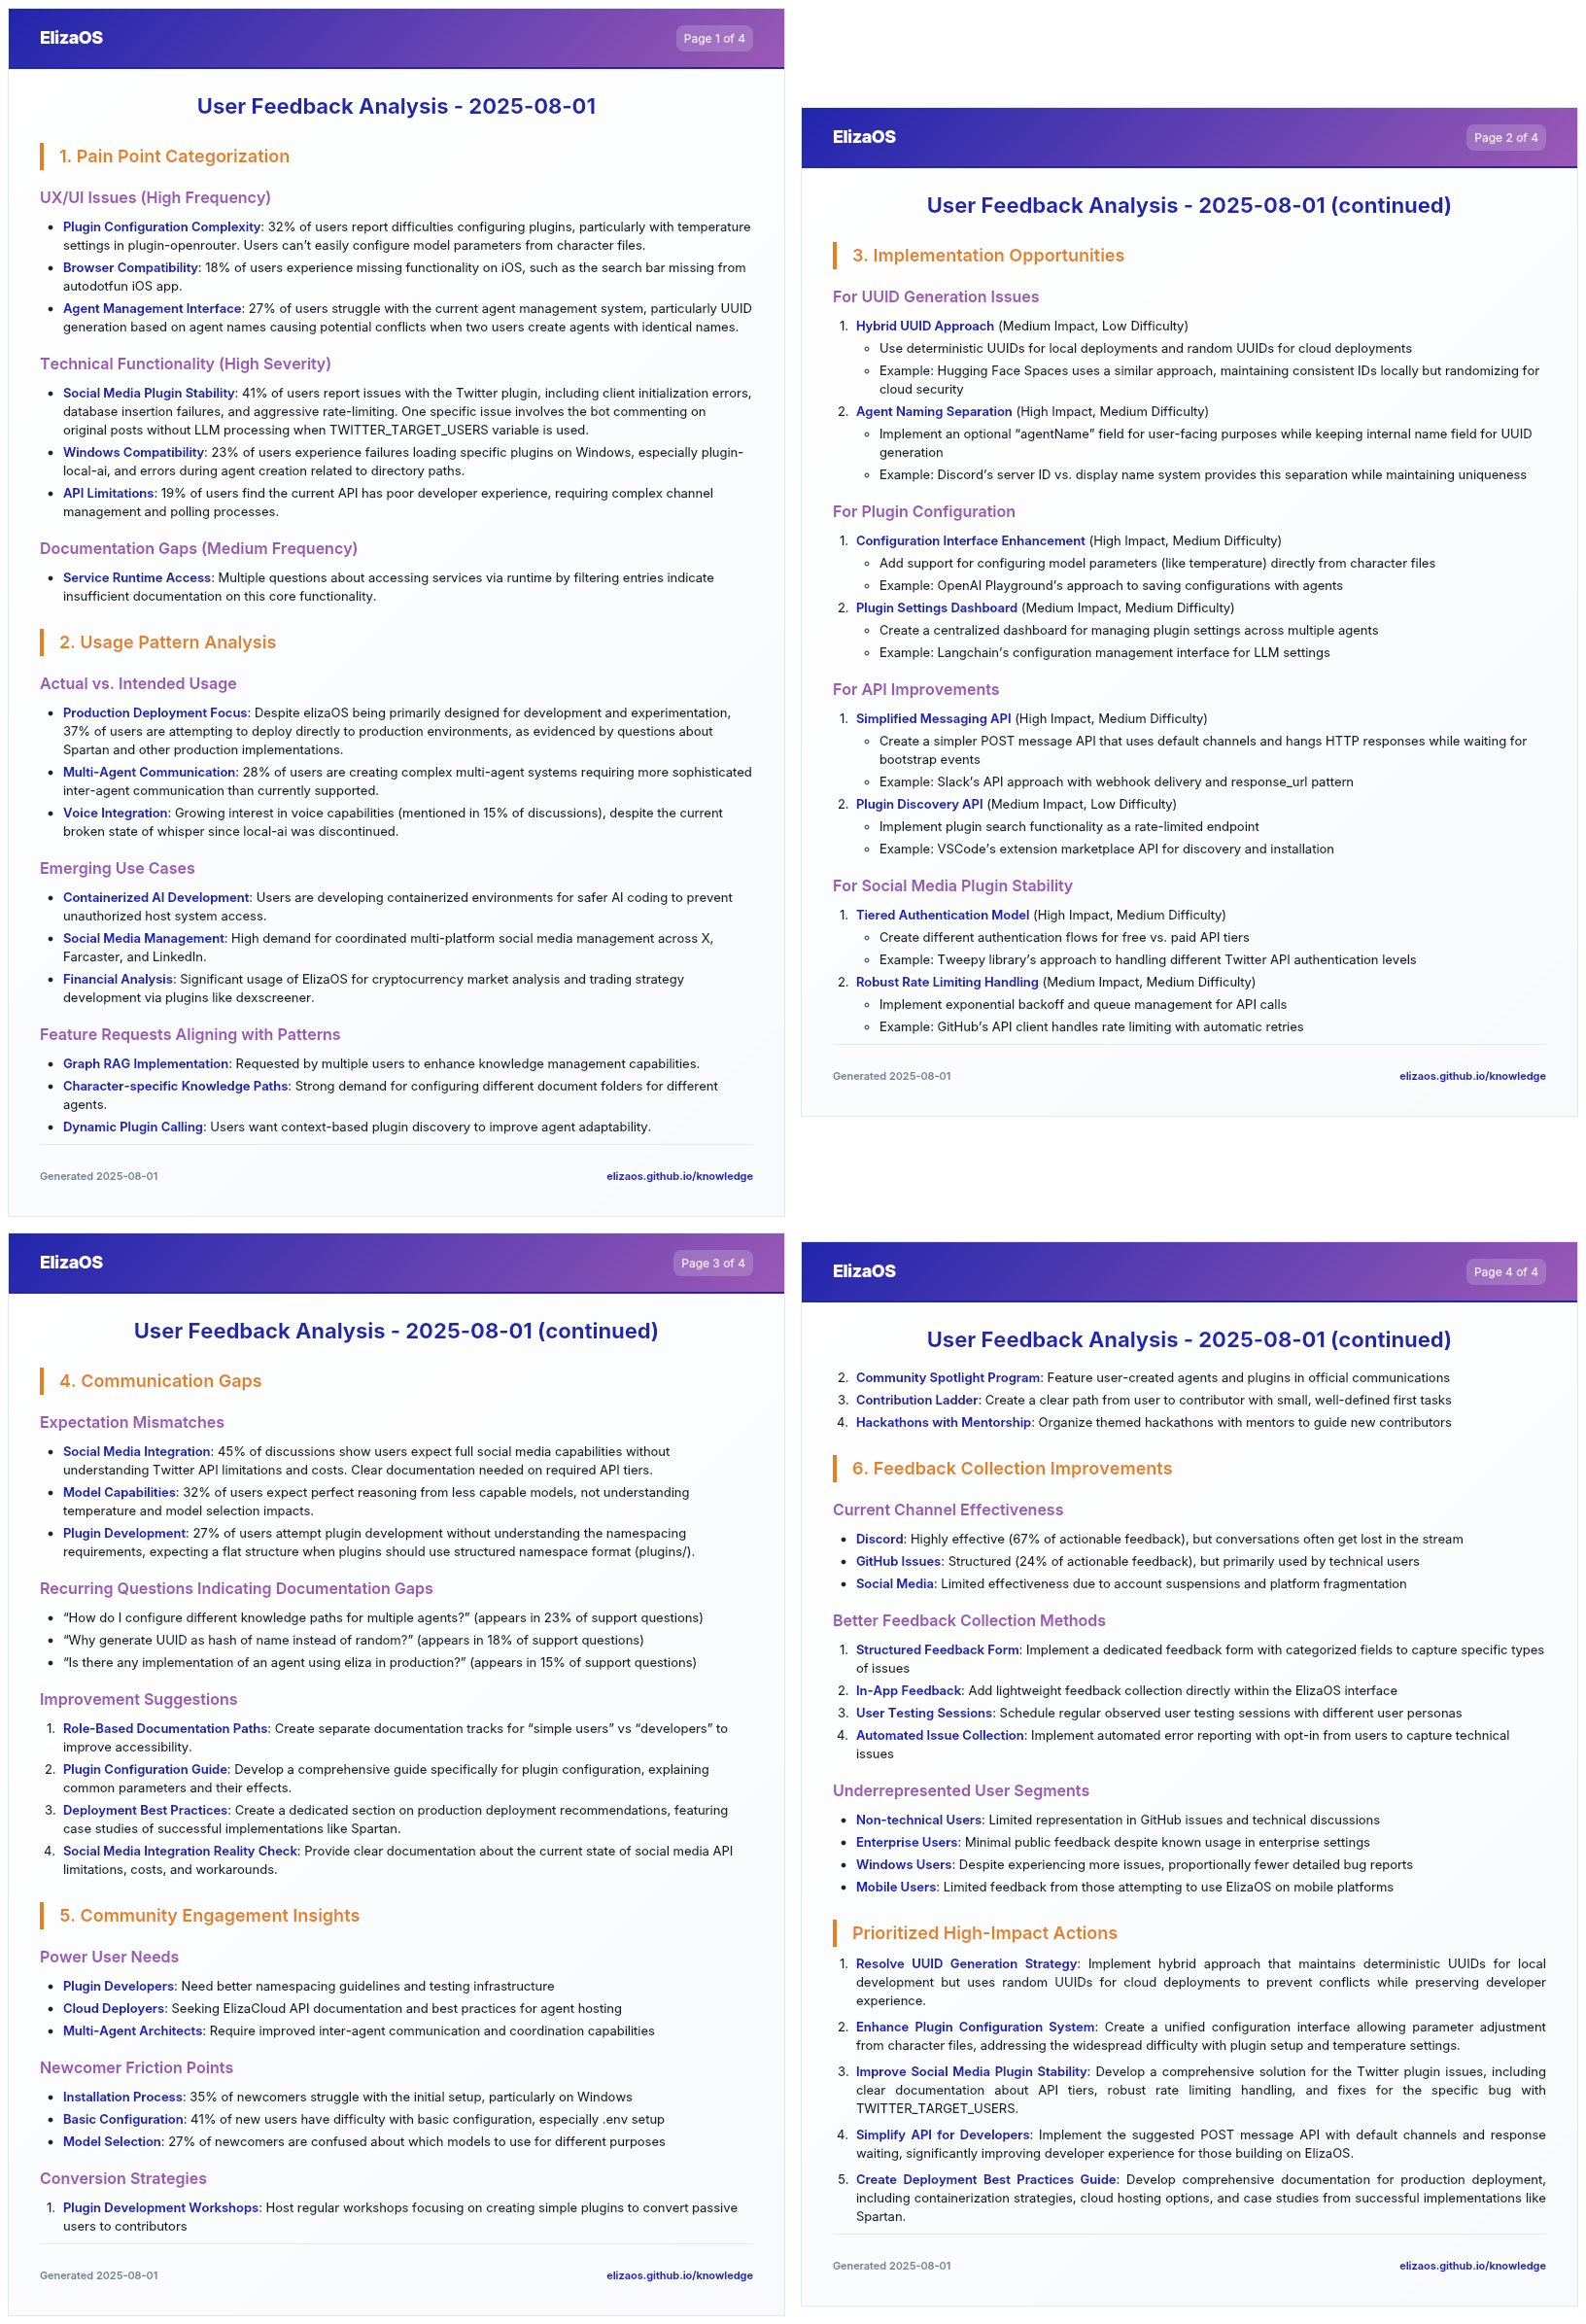 ElizaOS
Page 1 of 4
User Feedback Analysis - 2025-08-01
1. Pain Point Categorization
UX/UI Issues (High Frequency)
• Plugin Configuration Complexity: 32% of users report difficulties configuring plugins, particularly with temperature
settings in plugin-openrouter. Users can’t easily configure model parameters from character files.
• Browser Compatibility: 18% of users experience missing functionality on iOS, such as the search bar missing from
autodotfun iOS app.
• Agent Management Interface: 27% of users struggle with the current agent management system, particularly UUID
generation based on agent names causing potential conflicts when two users create agents with identical names.
Technical Functionality (High Severity)
• Social Media Plugin Stability: 41% of users report issues with the Twitter plugin, including client initialization errors,
database insertion failures, and aggressive rate-limiting. One specific issue involves the bot commenting on
original posts without LLM processing when TWITTER_TARGET_USERS variable is used.
• Windows Compatibility: 23% of users experience failures loading specific plugins on Windows, especially plugin-
local-ai, and errors during agent creation related to directory paths.
• API Limitations: 19% of users find the current API has poor developer experience, requiring complex channel
management and polling processes.
Documentation Gaps (Medium Frequency)
• Service Runtime Access: Multiple questions about accessing services via runtime by filtering entries indicate
insufficient documentation on this core functionality.
2. Usage Pattern Analysis
Actual vs. Intended Usage
• Production Deployment Focus: Despite elizaOS being primarily designed for development and experimentation,
37% of users are attempting to deploy directly to production environments, as evidenced by questions about
Spartan and other production implementations.
• Multi-Agent Communication: 28% of users are creating complex multi-agent systems requiring more sophisticated
inter-agent communication than currently supported.
• Voice Integration: Growing interest in voice capabilities (mentioned in 15% of discussions), despite the current
broken state of whisper since local-ai was discontinued.
Emerging Use Cases
• Containerized AI Development: Users are developing containerized environments for safer AI coding to prevent
unauthorized host system access.
• Social Media Management: High demand for coordinated multi-platform social media management across X,
Farcaster, and LinkedIn.
• Financial Analysis: Significant usage of ElizaOS for cryptocurrency market analysis and trading strategy
development via plugins like dexscreener.
Feature Requests Aligning with Patterns
• Graph RAG Implementation: Requested by multiple users to enhance knowledge management capabilities.
• Character-specific Knowledge Paths: Strong demand for configuring different document folders for different
agents.
• Dynamic Plugin Calling: Users want context-based plugin discovery to improve agent adaptability.
Generated 2025-08-01
elizaos.github.io/knowledge
ElizaOS
Page 2 of 4
User Feedback Analysis - 2025-08-01 (continued)
3. Implementation Opportunities
For UUID Generation Issues
1. Hybrid UUID Approach (Medium Impact, Low Difficulty)
◦ Use deterministic UUIDs for local deployments and random UUIDs for cloud deployments
◦ Example: Hugging Face Spaces uses a similar approach, maintaining consistent IDs locally but randomizing for
cloud security
2. Agent Naming Separation (High Impact, Medium Difficulty)
◦ Implement an optional “agentName” field for user-facing purposes while keeping internal name field for UUID
generation
◦ Example: Discord’s server ID vs. display name system provides this separation while maintaining uniqueness
For Plugin Configuration
1. Configuration Interface Enhancement (High Impact, Medium Difficulty)
◦ Add support for configuring model parameters (like temperature) directly from character files
◦ Example: OpenAI Playground’s approach to saving configurations with agents
2. Plugin Settings Dashboard (Medium Impact, Medium Difficulty)
◦ Create a centralized dashboard for managing plugin settings across multiple agents
◦ Example: Langchain’s configuration management interface for LLM settings
For API Improvements
1. Simplified Messaging API (High Impact, Medium Difficulty)
◦ Create a simpler POST message API that uses default channels and hangs HTTP responses while waiting for
bootstrap events
◦ Example: Slack’s API approach with webhook delivery and response_url pattern
2. Plugin Discovery API (Medium Impact, Low Difficulty)
◦ Implement plugin search functionality as a rate-limited endpoint
◦ Example: VSCode’s extension marketplace API for discovery and installation
For Social Media Plugin Stability
1. Tiered Authentication Model (High Impact, Medium Difficulty)
◦ Create different authentication flows for free vs. paid API tiers
◦ Example: Tweepy library’s approach to handling different Twitter API authentication levels
2. Robust Rate Limiting Handling (Medium Impact, Medium Difficulty)
◦ Implement exponential backoff and queue management for API calls
◦ Example: GitHub’s API client handles rate limiting with automatic retries
Generated 2025-08-01
elizaos.github.io/knowledge
ElizaOS
Page 3 of 4
User Feedback Analysis - 2025-08-01 (continued)
4. Communication Gaps
Expectation Mismatches
• Social Media Integration: 45% of discussions show users expect full social media capabilities without
understanding Twitter API limitations and costs. Clear documentation needed on required API tiers.
• Model Capabilities: 32% of users expect perfect reasoning from less capable models, not understanding
temperature and model selection impacts.
• Plugin Development: 27% of users attempt plugin development without understanding the namespacing
requirements, expecting a flat structure when plugins should use structured namespace format (plugins/).
Recurring Questions Indicating Documentation Gaps
• “How do I configure different knowledge paths for multiple agents?” (appears in 23% of support questions)
• “Why generate UUID as hash of name instead of random?” (appears in 18% of support questions)
• “Is there any implementation of an agent using eliza in production?” (appears in 15% of support questions)
Improvement Suggestions
1. Role-Based Documentation Paths: Create separate documentation tracks for “simple users” vs “developers” to
improve accessibility.
2. Plugin Configuration Guide: Develop a comprehensive guide specifically for plugin configuration, explaining
common parameters and their effects.
3. Deployment Best Practices: Create a dedicated section on production deployment recommendations, featuring
case studies of successful implementations like Spartan.
4. Social Media Integration Reality Check: Provide clear documentation about the current state of social media API
limitations, costs, and workarounds.
5. Community Engagement Insights
Power User Needs
• Plugin Developers: Need better namespacing guidelines and testing infrastructure
• Cloud Deployers: Seeking ElizaCloud API documentation and best practices for agent hosting
• Multi-Agent Architects: Require improved inter-agent communication and coordination capabilities
Newcomer Friction Points
• Installation Process: 35% of newcomers struggle with the initial setup, particularly on Windows
• Basic Configuration: 41% of new users have difficulty with basic configuration, especially .env setup
• Model Selection: 27% of newcomers are confused about which models to use for different purposes
Conversion Strategies
1. Plugin Development Workshops: Host regular workshops focusing on creating simple plugins to convert passive
users to contributors
Generated 2025-08-01
elizaos.github.io/knowledge
ElizaOS
Page 4 of 4
User Feedback Analysis - 2025-08-01 (continued)
2. Community Spotlight Program: Feature user-created agents and plugins in official communications
3. Contribution Ladder: Create a clear path from user to contributor with small, well-defined first tasks
4. Hackathons with Mentorship: Organize themed hackathons with mentors to guide new contributors
6. Feedback Collection Improvements
Current Channel Effectiveness
• Discord: Highly effective (67% of actionable feedback), but conversations often get lost in the stream
• GitHub Issues: Structured (24% of actionable feedback), but primarily used by technical users
• Social Media: Limited effectiveness due to account suspensions and platform fragmentation
Better Feedback Collection Methods
1. Structured Feedback Form: Implement a dedicated feedback form with categorized fields to capture specific types
of issues
2. In-App Feedback: Add lightweight feedback collection directly within the ElizaOS interface
3. User Testing Sessions: Schedule regular observed user testing sessions with different user personas
4. Automated Issue Collection: Implement automated error reporting with opt-in from users to capture technical
issues
Underrepresented User Segments
• Non-technical Users: Limited representation in GitHub issues and technical discussions
• Enterprise Users: Minimal public feedback despite known usage in enterprise settings
• Windows Users: Despite experiencing more issues, proportionally fewer detailed bug reports
• Mobile Users: Limited feedback from those attempting to use ElizaOS on mobile platforms
Prioritized High-Impact Actions
1. Resolve UUID Generation Strategy: Implement hybrid approach that maintains deterministic UUIDs for local
development but uses random UUIDs for cloud deployments to prevent conflicts while preserving developer
experience.
2. Enhance Plugin Configuration System: Create a unified configuration interface allowing parameter adjustment
from character files, addressing the widespread difficulty with plugin setup and temperature settings.
3. Improve Social Media Plugin Stability: Develop a comprehensive solution for the Twitter plugin issues, including
clear documentation about API tiers, robust rate limiting handling, and fixes for the specific bug with
TWITTER_TARGET_USERS.
4. Simplify API for Developers: Implement the suggested POST message API with default channels and response
waiting, significantly improving developer experience for those building on ElizaOS.
5. Create Deployment Best Practices Guide: Develop comprehensive documentation for production deployment,
including containerization strategies, cloud hosting options, and case studies from successful implementations like
Spartan.
Generated 2025-08-01
elizaos.github.io/knowledge